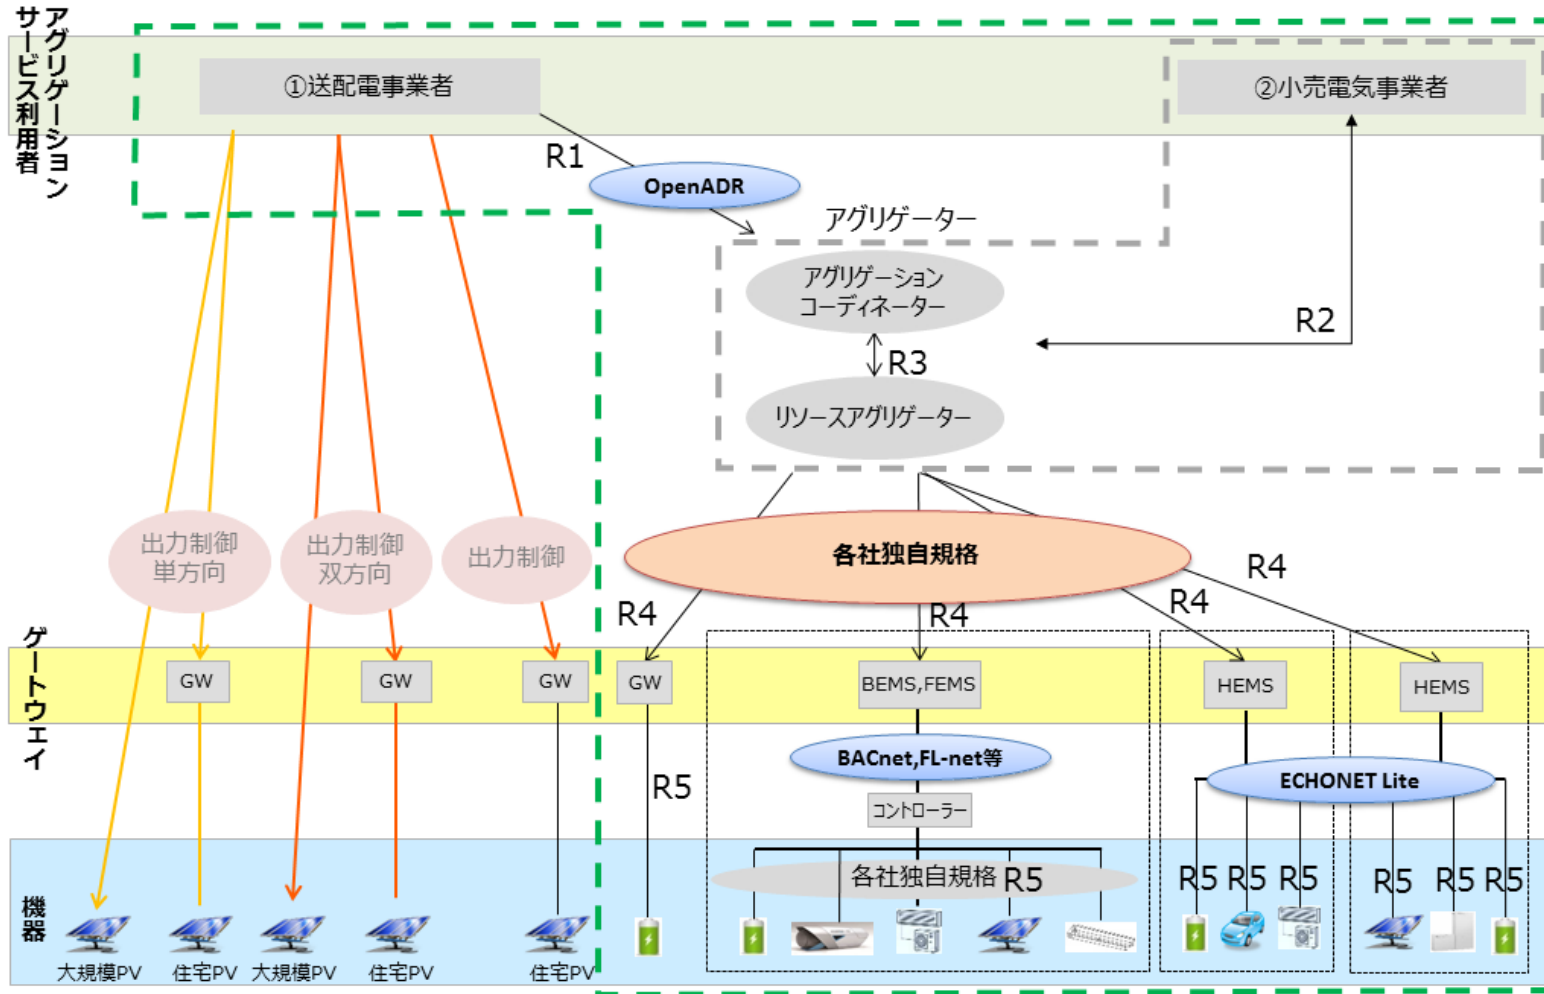 アグリゲーション
サービス利用者
①送配電事業者
②小売電気事業者
R1
OpenADR
アグリゲーター
アグリゲーション
コーディネーター
R2
R3
リソースアグリゲーター
出力制御
単方向
出力制御
双方向
出力制御
各社独自規格
R4
R4
R4
R4
ゲートウェイ
GW
GW
GW
GW
BEMS,FEMS
HEMS
HEMS
BACnet,FL-net等
ECHONET Lite
R5
コントローラー
機器
各社独自規格
R5
R5
R5
R5
R5
R5
R5
大規模PV
住宅PV
大規模PV
住宅PV
住宅PV